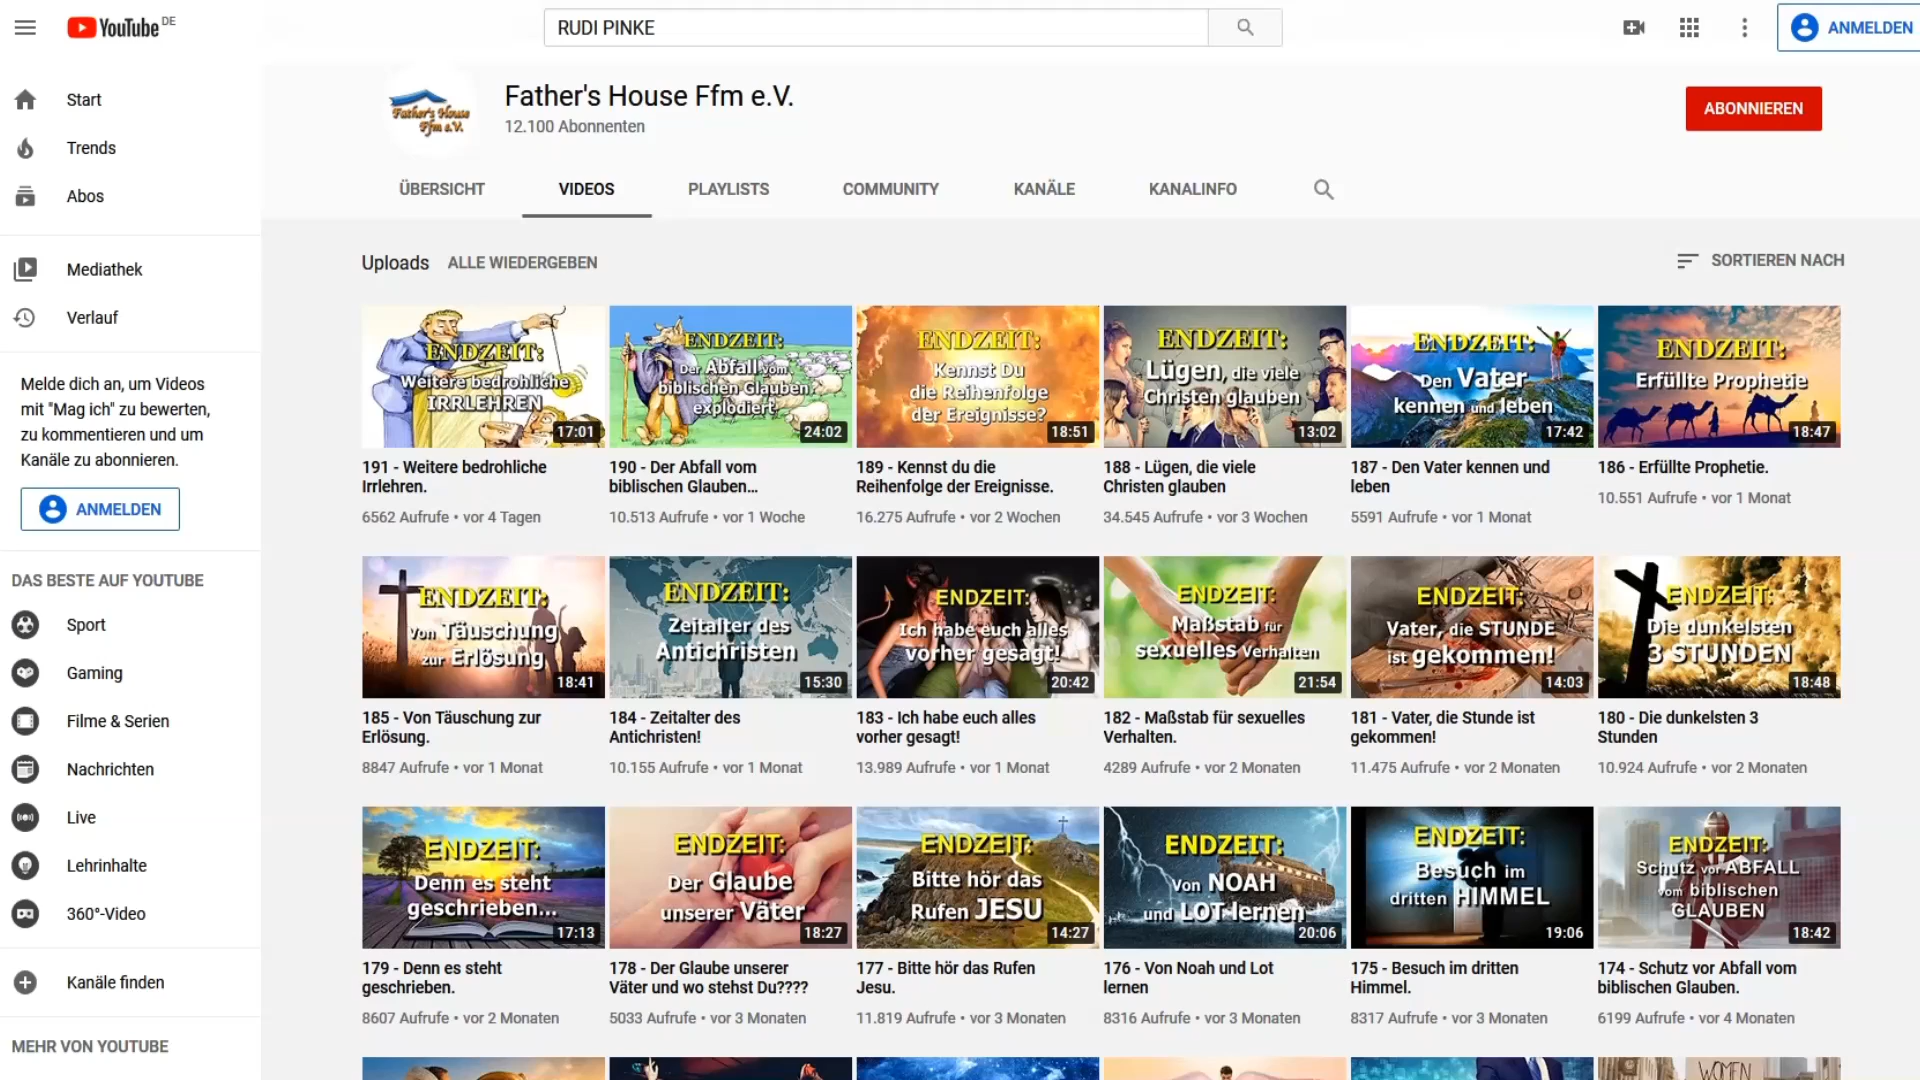 YouTube DE
RUDI PINKE
ANMELDEN
Start
Trends
Abos
Mediathek
Verlauf
Melde dich an, um Videos
mit "Mag ich" zu bewerten,
zu kommentieren und um
Kanäle zu abonnieren.
ANMELDEN
DAS BESTE AUF YOUTUBE
Sport
Gaming
Filme & Serien
Nachrichten
Live
Lehrinhalte
360°-Video
Kanäle finden
MEHR VON YOUTUBE
Father's House
Ffm e.V.
Father's House Ffm e.V.
12.100 Abonnenten
ABONNIEREN
ÜBERSICHT
VIDEOS
PLAYLISTS
COMMUNITY
KANÄLE
KANALINFO
Uploads
ALLE WIEDERGEBEN
SORTIEREN NACH
ENDZEIT:
Weitere bedrohliche
IRRLEHREN
17:01
191 - Weitere bedrohliche
Irrlehren.
6562 Aufrufe • vor 4 Tagen
ENDZEIT:
Der Abfall vom
biblischen Glauben
explodiert
24:02
190 - Der Abfall vom
biblischen Glauben...
10.513 Aufrufe • vor 1 Woche
ENDZEIT:
Kennst Du
die Reihenfolge
der Ereignisse?
18:51
189 - Kennst du die
Reihenfolge der Ereignisse.
16.275 Aufrufe • vor 2 Wochen
ENDZEIT:
Lügen, die viele
Christen glauben
13:02
188 - Lügen, die viele
Christen glauben
34.545 Aufrufe • vor 3 Wochen
ENDZEIT:
Den Vater
kennen und leben
17:42
187 - Den Vater kennen und
leben
5591 Aufrufe • vor 1 Monat
ENDZEIT:
Erfüllte Prophetie
18:47
186 - Erfüllte Prophetie.
10.551 Aufrufe • vor 1 Monat
ENDZEIT:
Von Täuschung
zur Erlösung
18:41
185 - Von Täuschung zur
Erlösung.
8847 Aufrufe • vor 1 Monat
ENDZEIT:
Zeitalter des
Antichristen
15:30
184 - Zeitalter des
Antichristen!
10.155 Aufrufe • vor 1 Monat
ENDZEIT:
Ich habe euch alles
vorher gesagt!
20:42
183 - Ich habe euch alles
vorher gesagt!
13.989 Aufrufe • vor 1 Monat
ENDZEIT:
Maßstab für
sexuelles Verhalten
21:54
182 - Maßstab für sexuelles
Verhalten.
4289 Aufrufe • vor 2 Monaten
ENDZEIT:
Vater, die STUNDE
ist gekommen!
14:03
181 - Vater, die Stunde ist
gekommen!
11.475 Aufrufe • vor 2 Monaten
ENDZEIT:
Die dunkelsten
3 STUNDEN
18:48
180 - Die dunkelsten 3
Stunden
10.924 Aufrufe • vor 2 Monaten
ENDZEIT:
Denn es steht
geschrieben...
17:13
179 - Denn es steht
geschrieben.
8607 Aufrufe • vor 2 Monaten
ENDZEIT:
Der Glaube
unserer Väter
18:27
178 - Der Glaube unserer
Väter und wo stehst Du????
5033 Aufrufe • vor 3 Monaten
ENDZEIT:
Bitte hör das
Rufen JESU
14:27
177 - Bitte hör das Rufen
Jesu.
11.819 Aufrufe • vor 3 Monaten
ENDZEIT:
Von NOAH
und LOT lernen
20:06
176 - Von Noah und Lot
lernen
8316 Aufrufe • vor 3 Monaten
ENDZEIT:
Besuch im
dritten HIMMEL
19:06
175 - Besuch im dritten
Himmel.
8317 Aufrufe • vor 3 Monaten
ENDZEIT:
Schutz vor ABFALL
vom biblischen
GLAUBEN
18:42
174 - Schutz vor Abfall vom
biblischen Glauben.
6199 Aufrufe • vor 4 Monaten
WOMEN